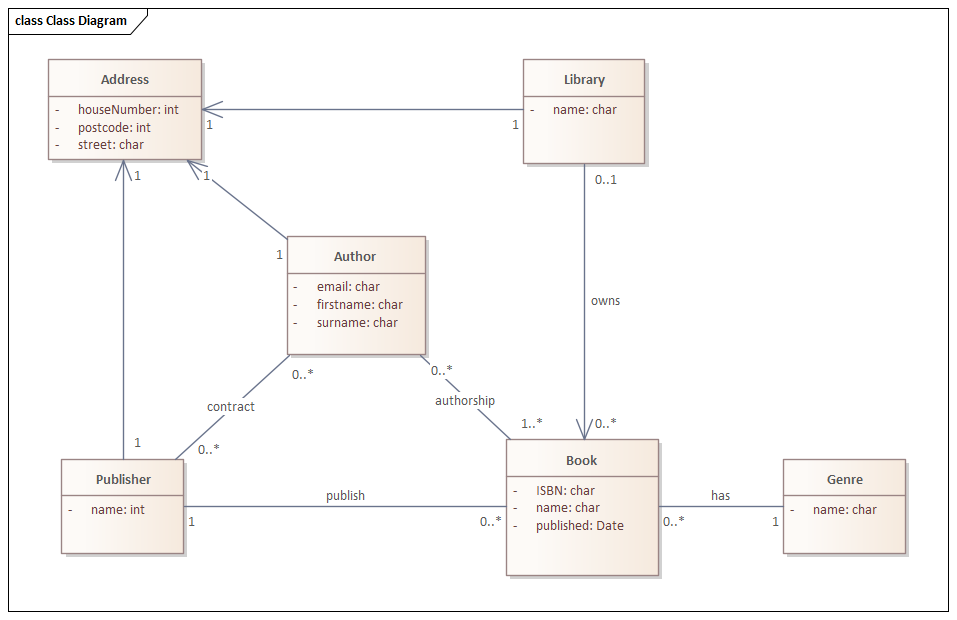 class Class Diagram
Address
- houseNumber: int
- postcode: int
- street: char
Library
- name: char
1
1
1
1
0..1
Author
- email: char
- firstname: char
- surname: char
1
owns
0..*
0..*
contract
authorship
1
0..*
1..*
0..*
Publisher
- name: int
publish
1
0..*
Book
- ISBN: char
- name: char
- published: Date
has
0..*
1
Genre
- name: char